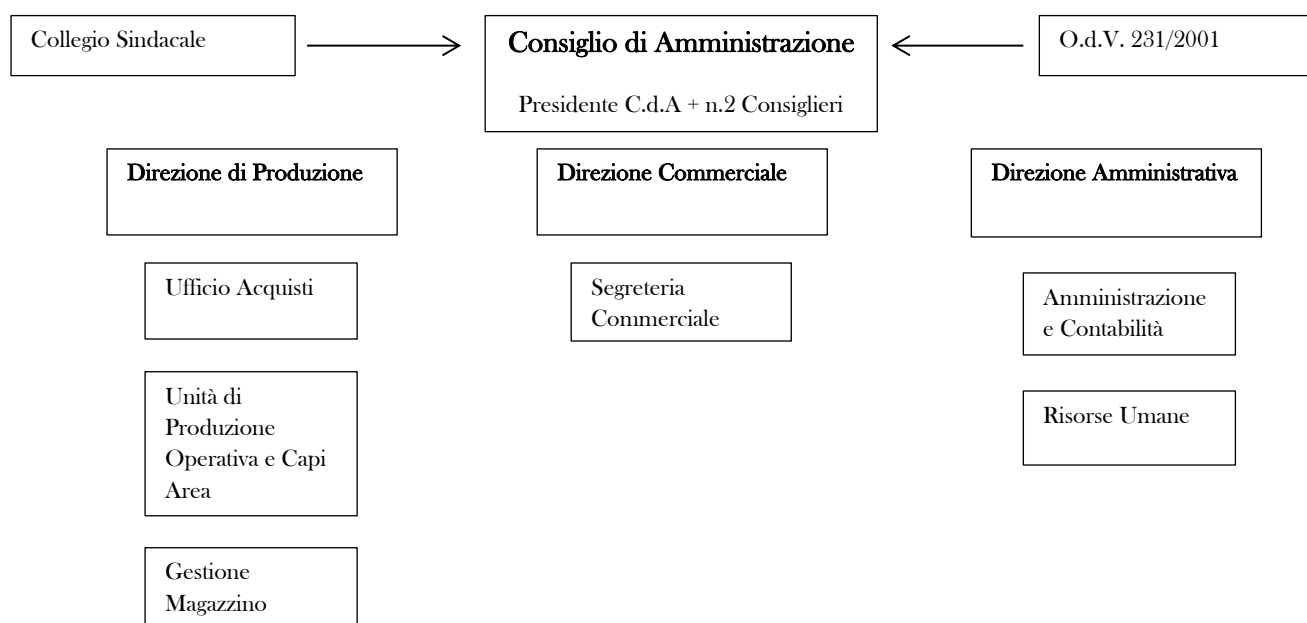 Collegio Sindacale
Consiglio di Amministrazione
Presidente C.d.A + n.2 Consiglieri
O.d.V. 231/2001
Direzione di Produzione
Direzione Commerciale
Direzione Amministrativa
Ufficio Acquisti
Unità di
Produzione
Operativa e Capi
Area
Gestione
Magazzino
Segreteria
Commerciale
Amministrazione
e Contabilità
Risorse Umane